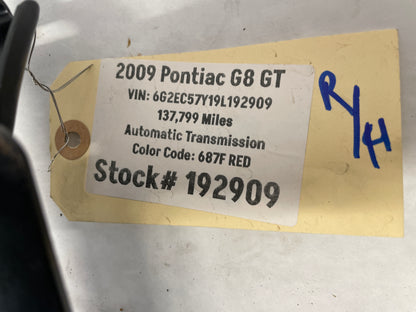 2009 Pontiac G8 GT
VIN: 6G2EC57Y19L192909
137,799 Miles
Automatic Transmission
Color Code: 687F RED
Stock# 192909
R/H